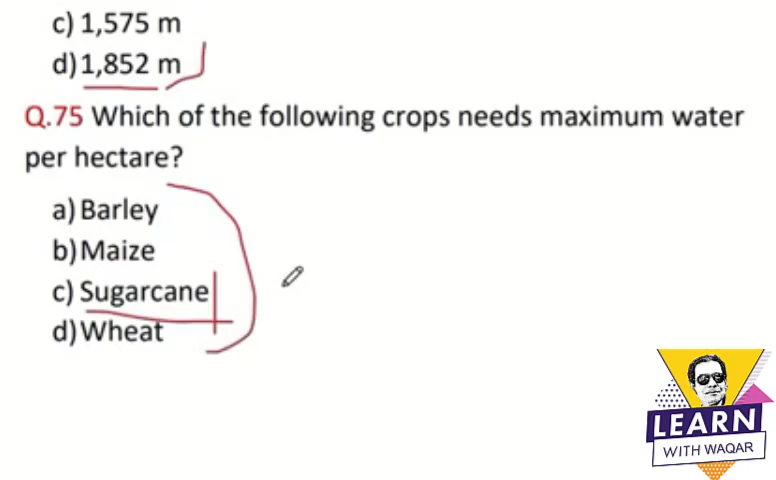 c) 1,575 m
d) 1,852 m
Q.75 Which of the following crops needs maximum water
per hectare?
a) Barley
b) Maize
c) Sugarcane
d) Wheat
LEARN
WITH WAQAR